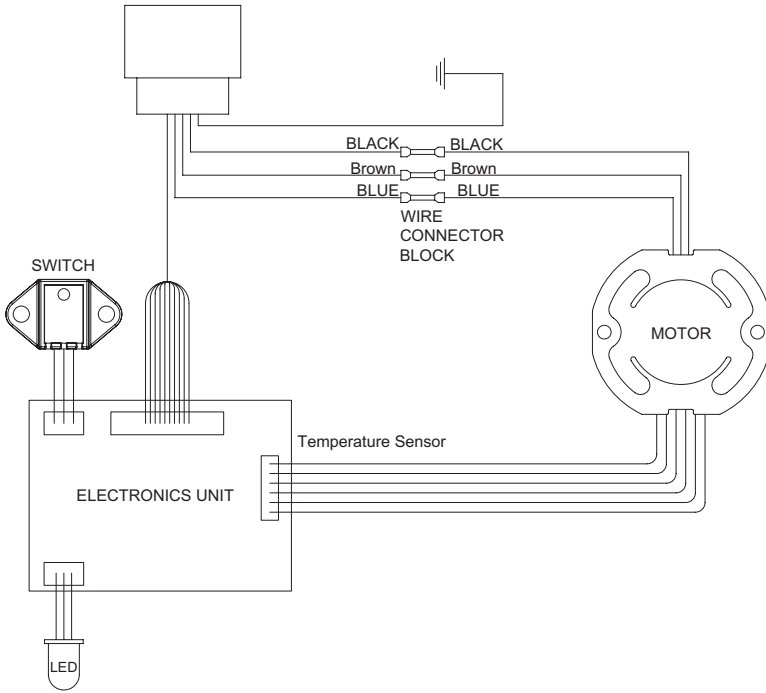 BLACK BLACK
Brown Brown
BLUE BLUE
WIRE
CONNECTOR
BLOCK
SWITCH
MOTOR
Temperature Sensor
ELECTRONICS UNIT
LED